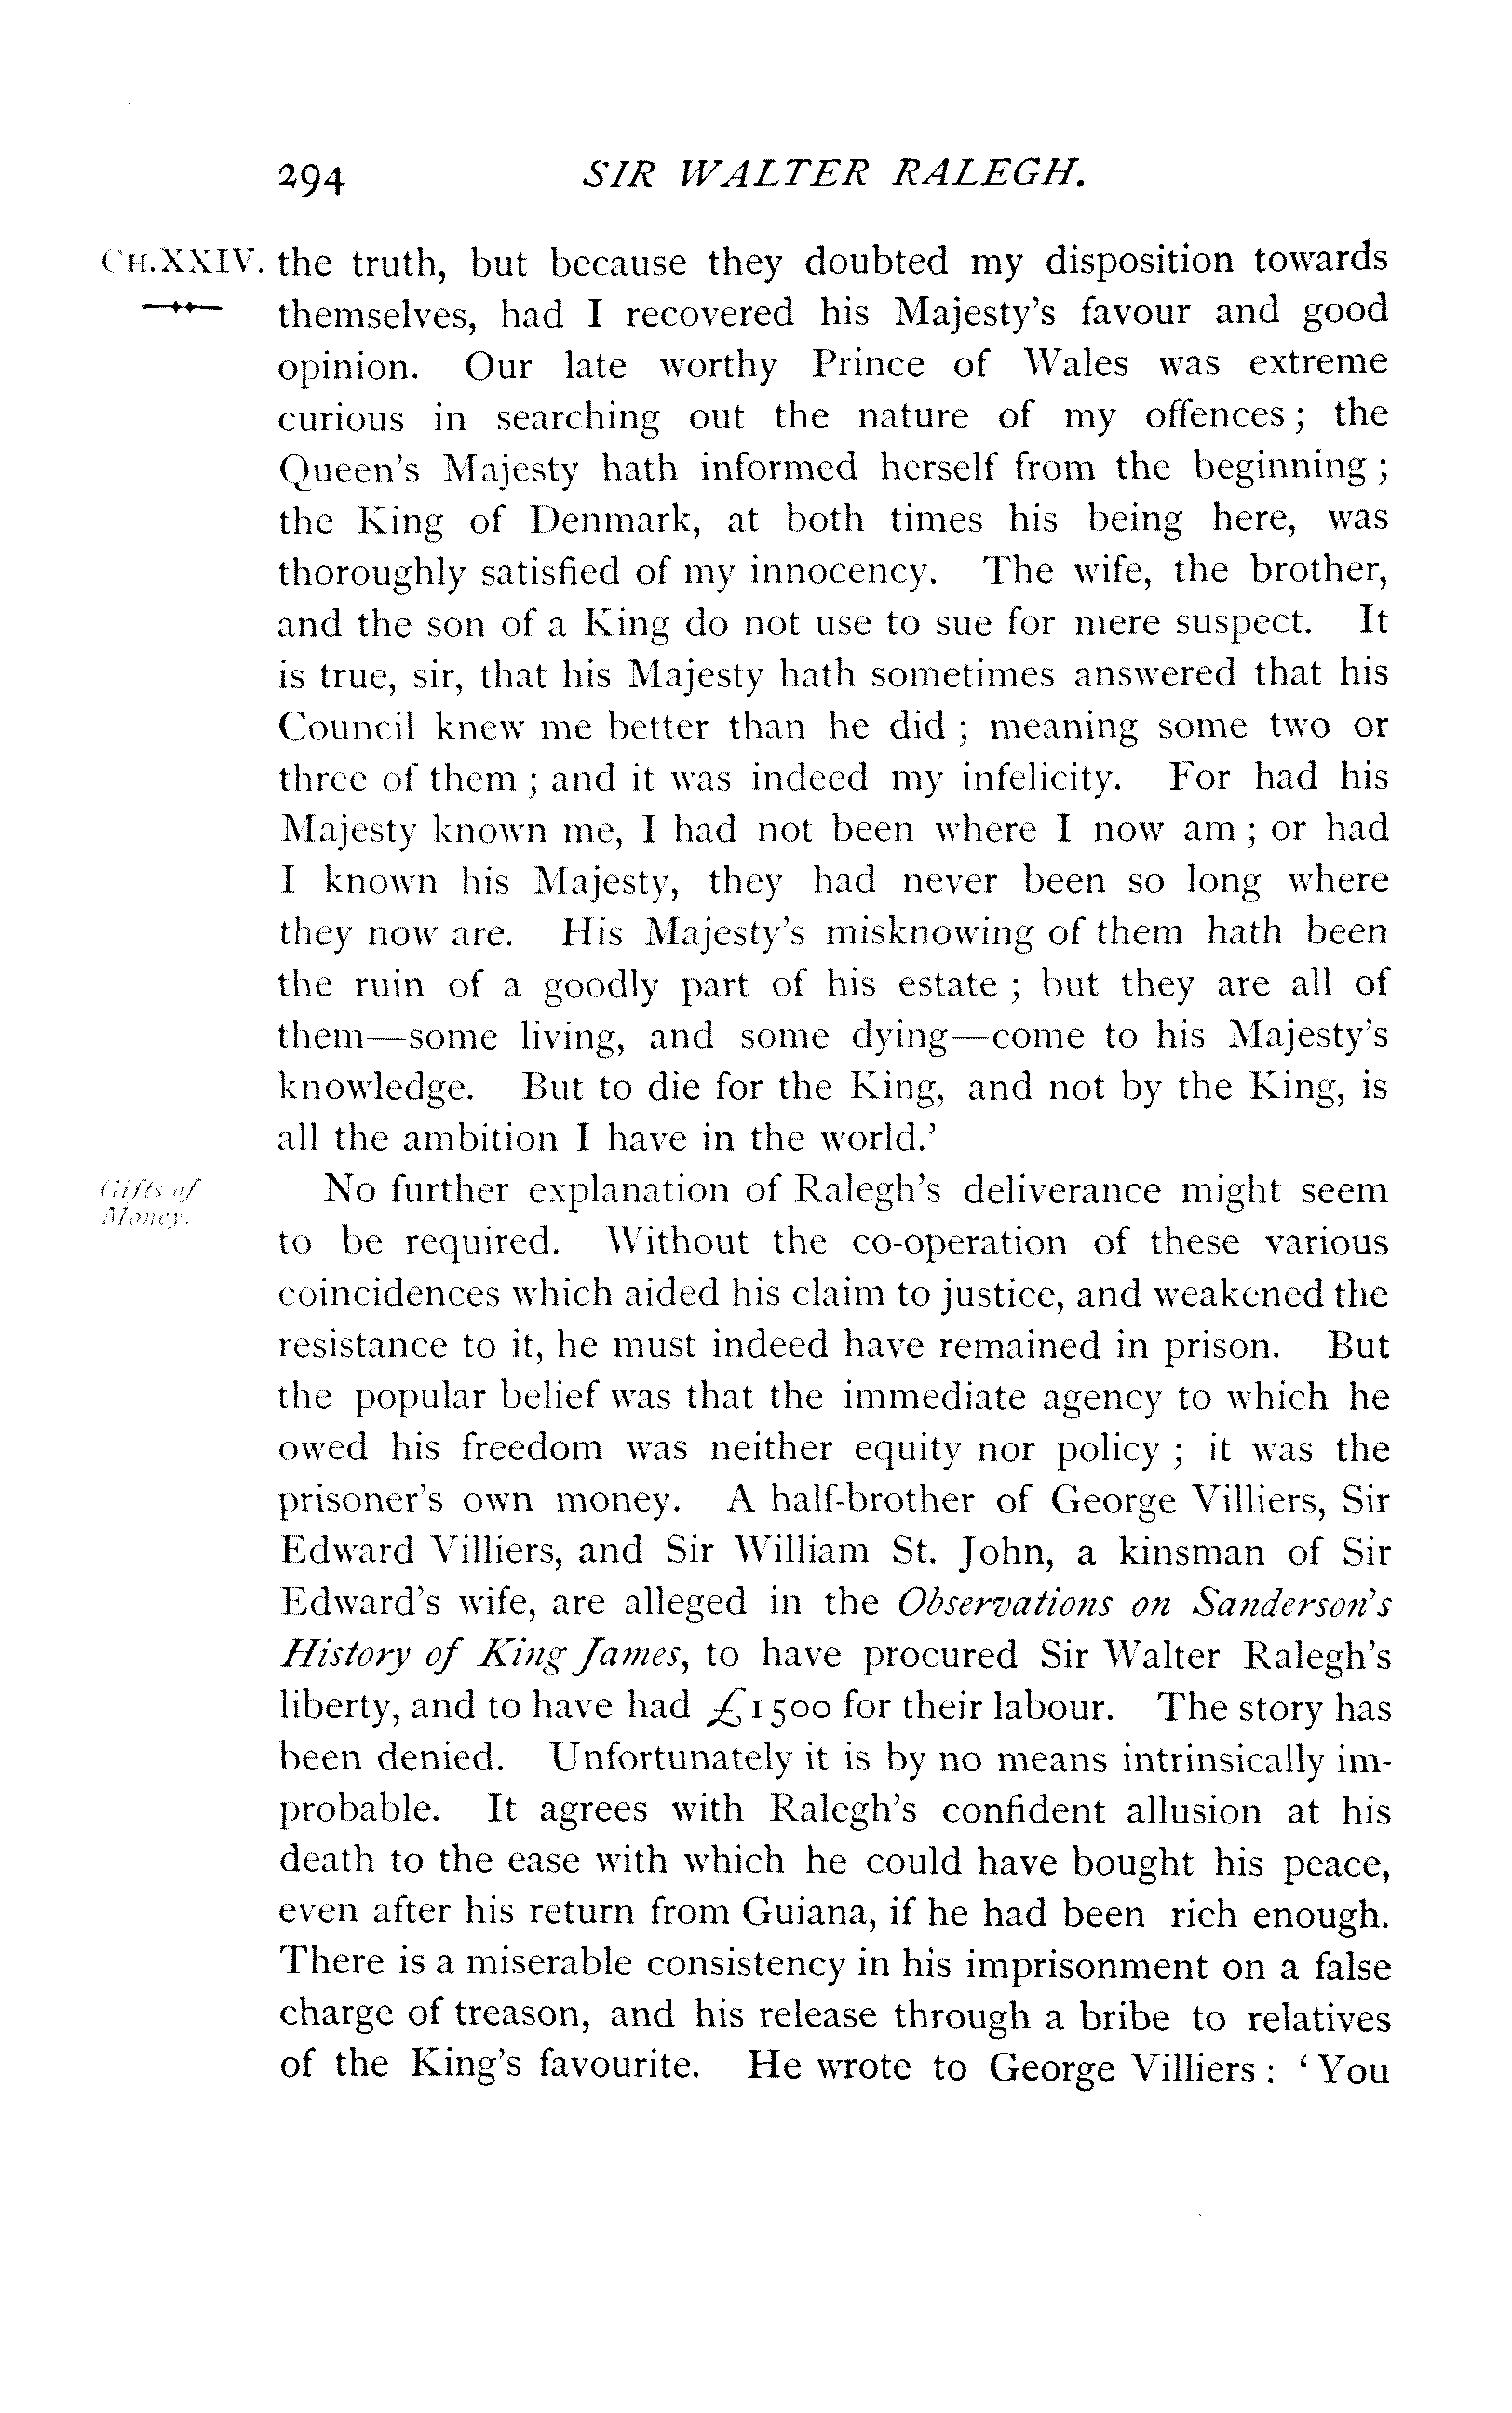 294 SIR WALTER RALEGH.
CH. XXIV. the truth, but because they doubted my disposition towards
themselves, had I recovered his Majesty's favour and good
opinion. Our late worthy Prince of Wales was extreme
curious in searching out the nature of my offences; the
Queen's Majesty hath informed herself from the beginning;
the King of Denmark, at both times his being here, was
thoroughly satisfied of my innocency. The wife, the brother,
and the son of a King do not use to sue for mere suspect. It
is true, sir, that his Majesty hath sometimes answered that his
Council knew me better than he did; meaning some two or
three of them; and it was indeed my infelicity. For had his
Majesty known me, I had not been where I now am; or had
I known his Majesty, they had never been so long where
they now are. His Majesty's misknowing of them hath been
the ruin of a goodly part of his estate; but they are all of
them—some living, and some dying—come to his Majesty's
knowledge. But to die for the King, and not by the King, is
all the ambition I have in the world.'
Gifts of
Money.
No further explanation of Ralegh's deliverance might seem
to be required. Without the co-operation of these various
coincidences which aided his claim to justice, and weakened the
resistance to it, he must indeed have remained in prison. But
the popular belief was that the immediate agency to which he
owed his freedom was neither equity nor policy; it was the
prisoner's own money. A half-brother of George Villiers, Sir
Edward Villiers, and Sir William St. John, a kinsman of Sir
Edward's wife, are alleged in the Observations on Sanderson's
History of King James, to have procured Sir Walter Ralegh's
liberty, and to have had £1500 for their labour. The story has
been denied. Unfortunately it is by no means intrinsically im-
probable. It agrees with Ralegh's confident allusion at his
death to the ease with which he could have bought his peace,
even after his return from Guiana, if he had been rich enough.
There is a miserable consistency in his imprisonment on a false
charge of treason, and his release through a bribe to relatives
of the King's favourite. He wrote to George Villiers: 'You